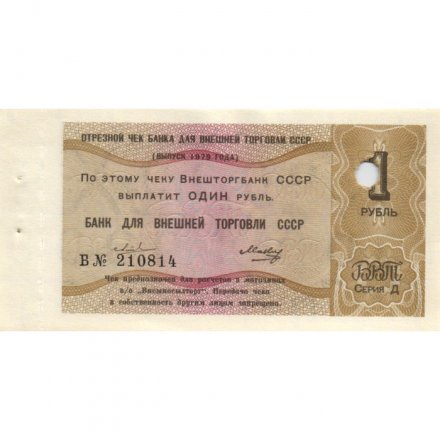 ОТРЕЗНОЙ ЧЕК БАНКА ДЛЯ ВНЕШНЕЙ ТОРГОВЛИ СССР
(ВЫПУСК 1979 ГОДА)
По этому чеку Внешторгбанк СССР
выплатит ОДИН рубль.
БАНК ДЛЯ ВНЕШНЕЙ ТОРГОВЛИ СССР
В № 210814
Чек предназначен для расчетов в магазинах
в/о "Внешпосылторг". Передача чека
в собственность другим лицам запрещена.
1
РУБЛЬ
ВВТ
Серия Д